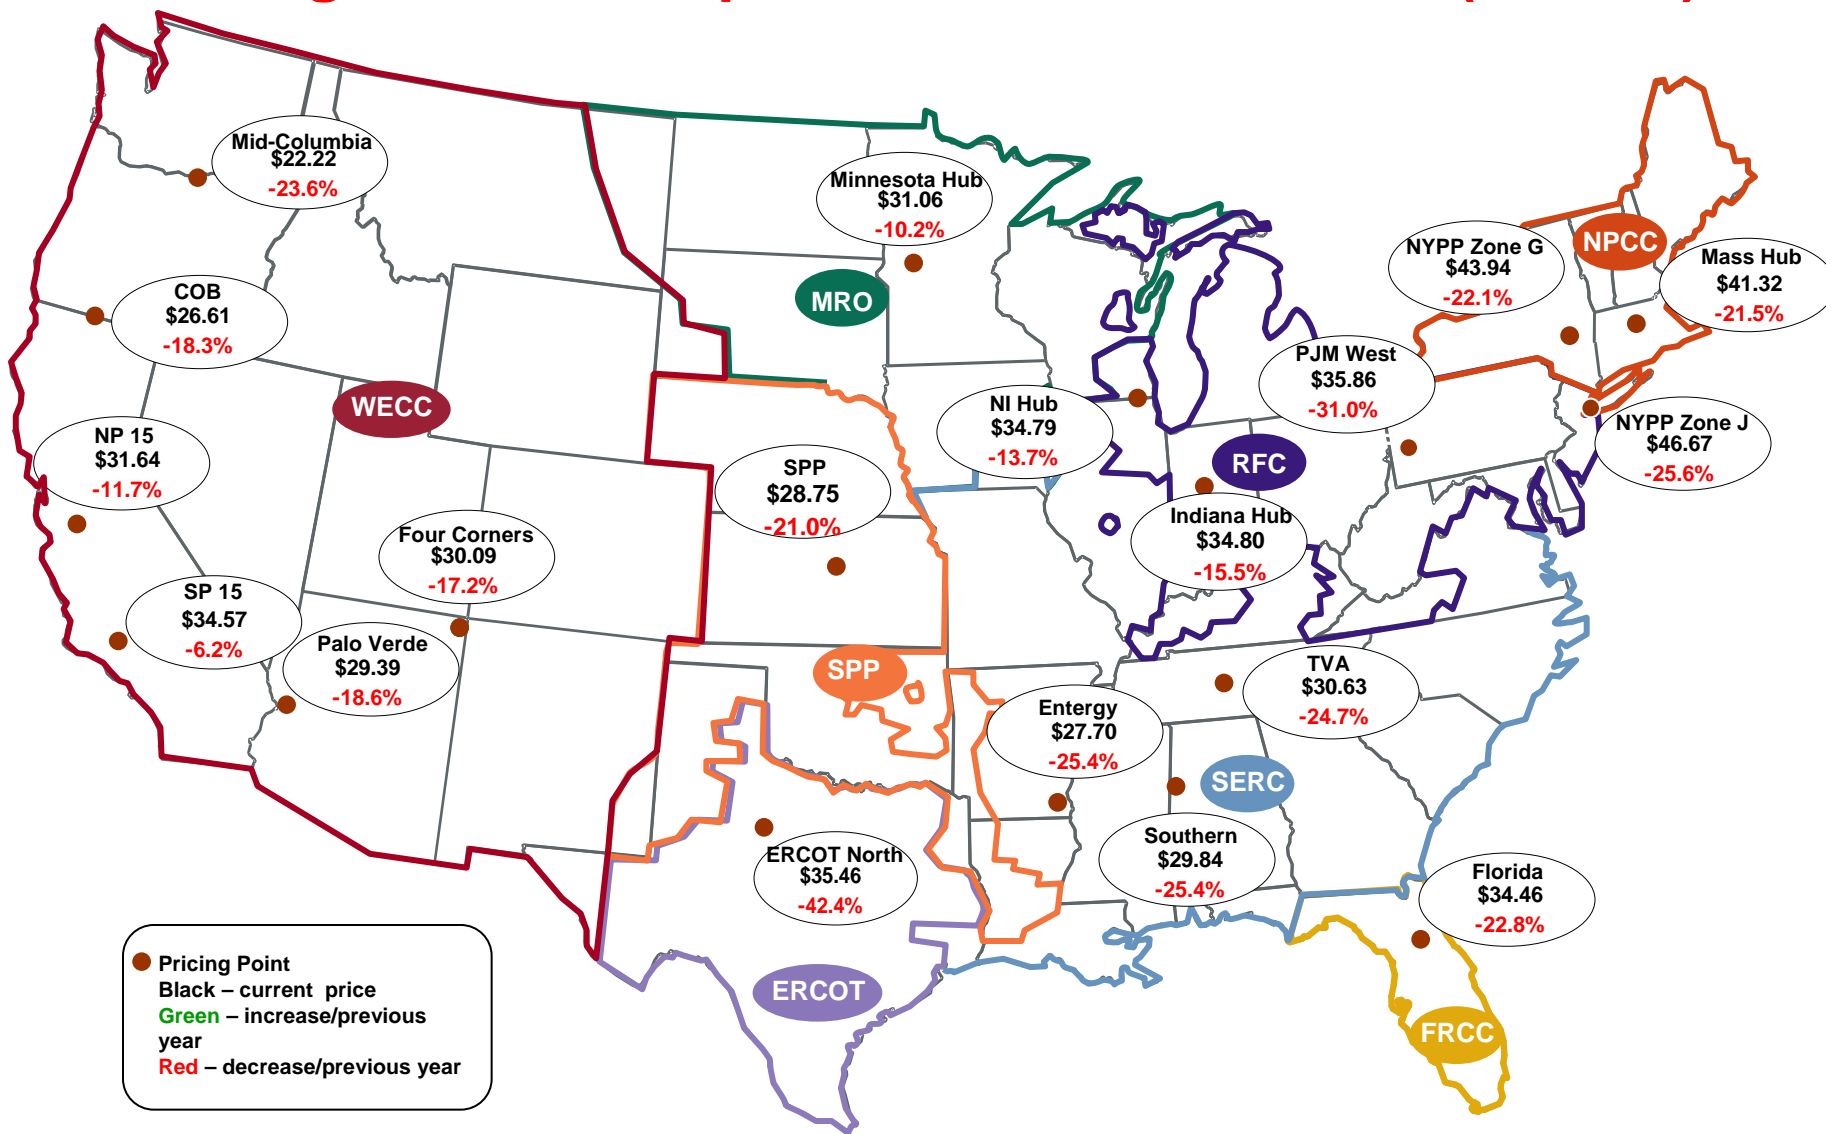 Mid-Columbia
$22.22
-23.6%
Minnesota Hub
$31.06
-10.2%
NYPP Zone G
$43.94
-22.1%
NPCC
Mass Hub
$41.32
-21.5%
COB
$26.61
-18.3%
MRO
PJM West
$35.86
-31.0%
WECC
NI Hub
$34.79
-13.7%
NYPP Zone J
$46.67
-25.6%
NP 15
$31.64
-11.7%
SPP
$28.75
-21.0%
RFC
Four Corners
$30.09
-17.2%
Indiana Hub
$34.80
-15.5%
SP 15
$34.57
-6.2%
Palo Verde
$29.39
-18.6%
SPP
TVA
$30.63
-24.7%
Entergy
$27.70
-25.4%
SERC
Southern
$29.84
-25.4%
ERCOT North
$35.46
-42.4%
Florida
$34.46
-22.8%
ERCOT
FRCC
Pricing Point
Black – current price
Green – increase/previous
year
Red – decrease/previous year